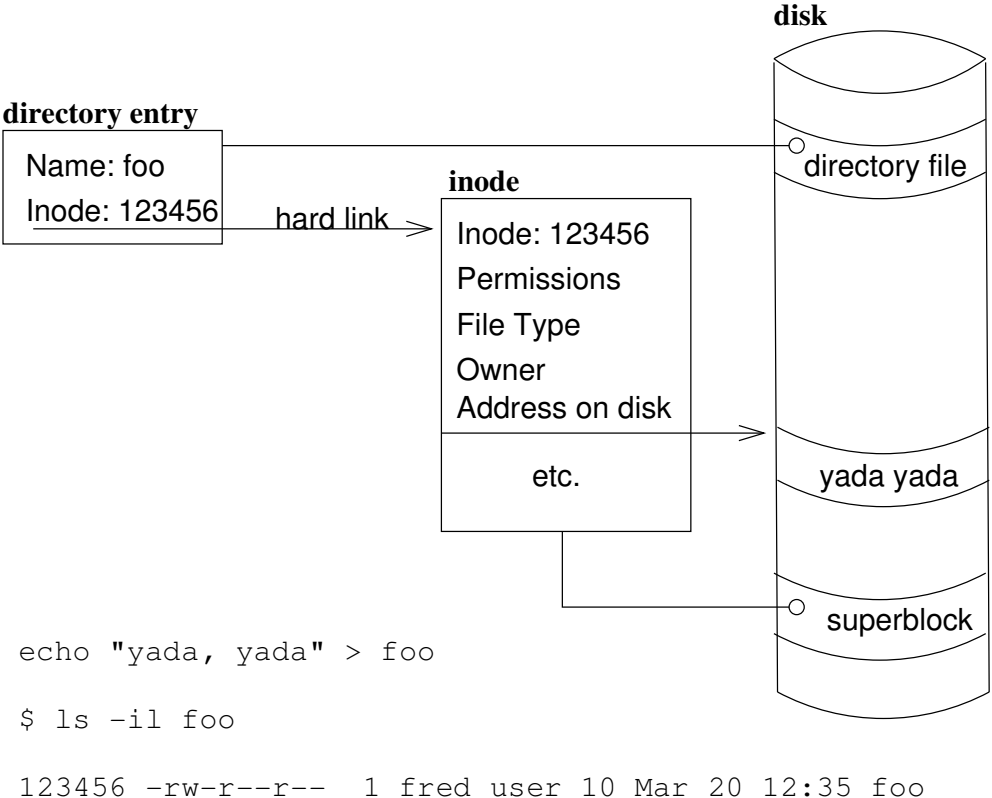 disk
directory entry
Name: foo
Inode: 123456
hard link
directory file
inode
Inode: 123456
Permissions
File Type
Owner
Address on disk
etc.
yada yada
superblock
echo "yada, yada" > foo
$ ls -il foo
123456 -rw-r--r-- 1 fred user 10 Mar 20 12:35 foo